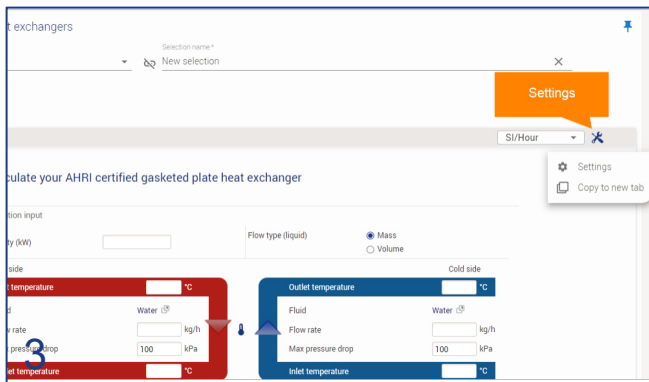 t exchangers
Selection name*
New selection
Settings
SI/Hour
Settings
Copy to new tab
culate your AHRI certified gasketed plate heat exchanger
tion input
ty (kW)
Flow type (liquid)
Mass
Volume
side
Cold side
t temperature °C
Outlet temperature °C
d Water
Fluid Water
w rate kg/h
Flow rate kg/h
pressure drop 100 kPa
Max pressure drop 100 kPa
3
let temperature °C
Inlet temperature °C